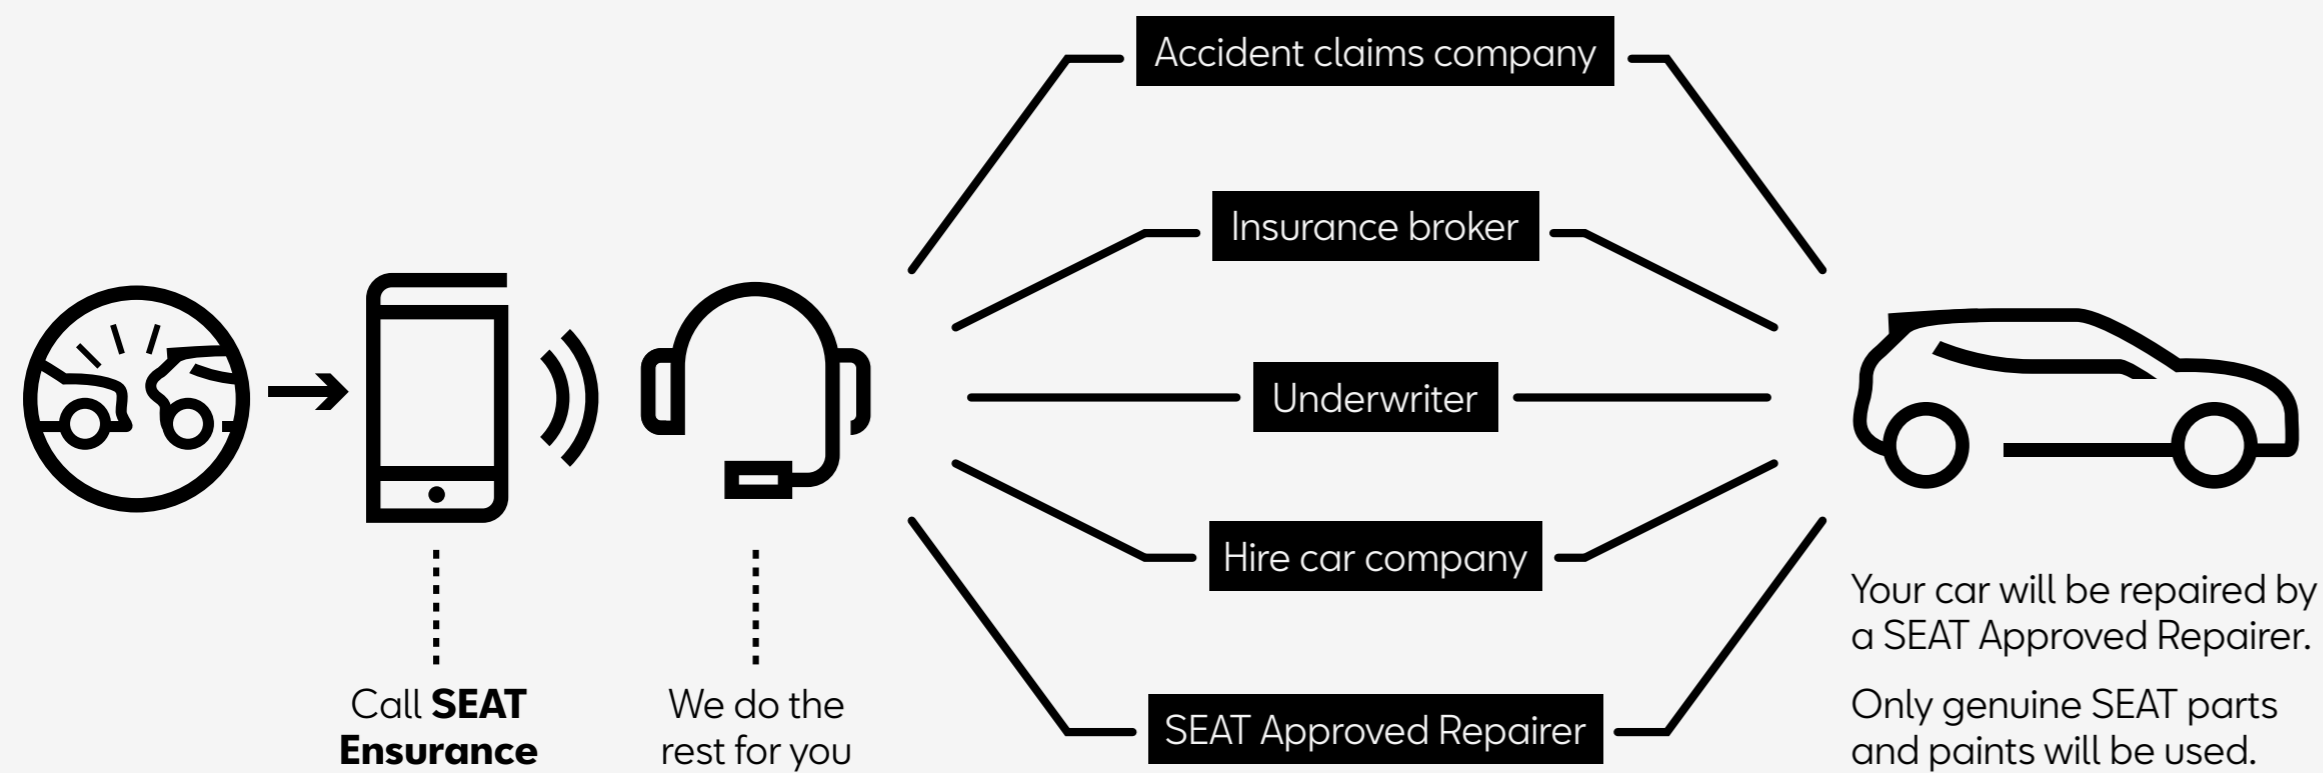 Accident claims company
Insurance broker
Underwriter
Hire car company
SEAT Approved Repairer
Call SEAT
Ensurance
We do the
rest for you
Your car will be repaired by
a SEAT Approved Repairer.
Only genuine SEAT parts
and paints will be used.